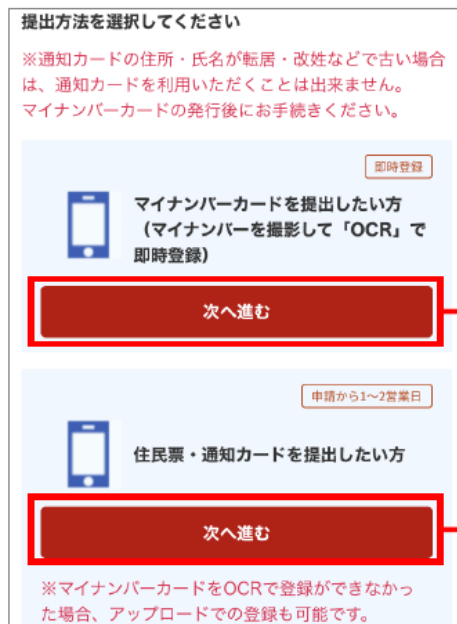 提出方法を選択してください
※通知カードの住所・氏名が転居・改姓などで古い場合
は、通知カードを利用いただくことは出来ません。
マイナンバーカードの発行後にお手続きください。
即時登録
マイナンバーカードを提出したい方
（マイナンバーを撮影して「OCR」で
即時登録）
次へ進む
申請から1〜2営業日
住民票・通知カードを提出したい方
次へ進む
※マイナンバーカードをOCRで登録ができなかっ
た場合、アップロードでの登録も可能です。